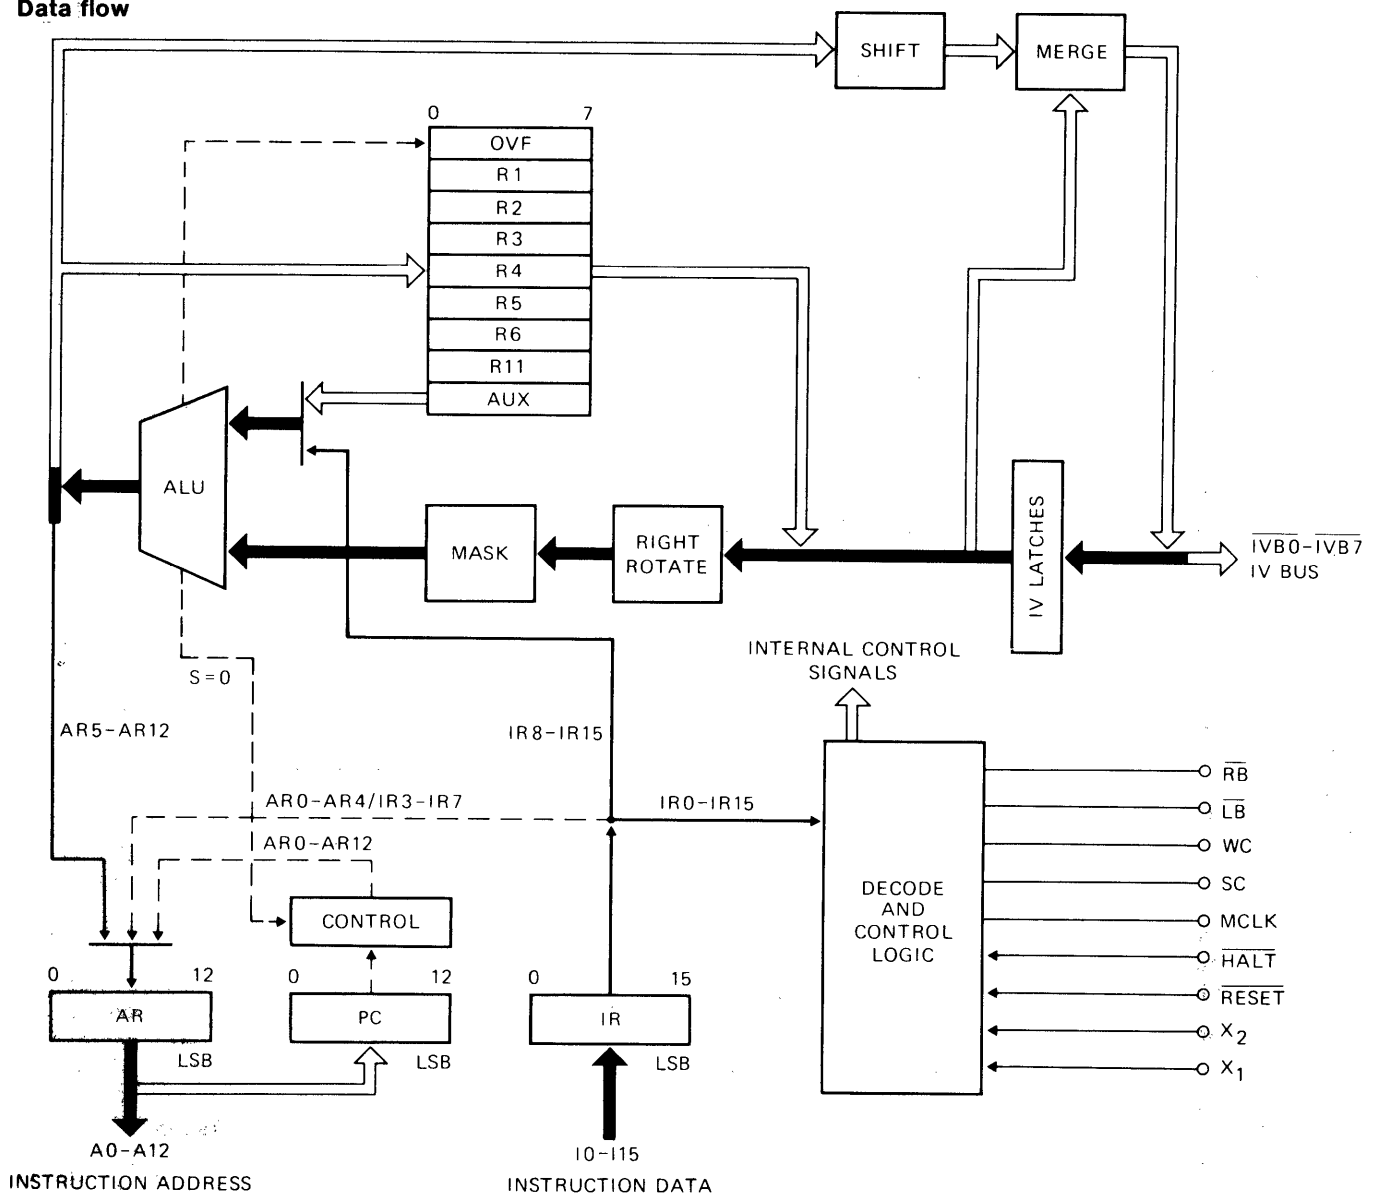 Data flow
SHIFT
MERGE
0 7
OVF
R1
R2
R3
R4
R5
R6
R11
AUX
ALU
MASK
RIGHT
ROTATE
IV LATCHES
IVB0-IVB7
IV BUS
INTERNAL CONTROL
SIGNALS
S=0
AR5-AR12
IR8-IR15
AR0-AR4/IR3-IR7
IR0-IR15
AR0-AR12
CONTROL
DECODE
AND
CONTROL
LOGIC
RB
LB
WC
SC
MCLK
HALT
RESET
X2
X1
0 12
AR
LSB
0 12
PC
LSB
0 15
IR
LSB
A0-A12
INSTRUCTION ADDRESS
I0-I15
INSTRUCTION DATA